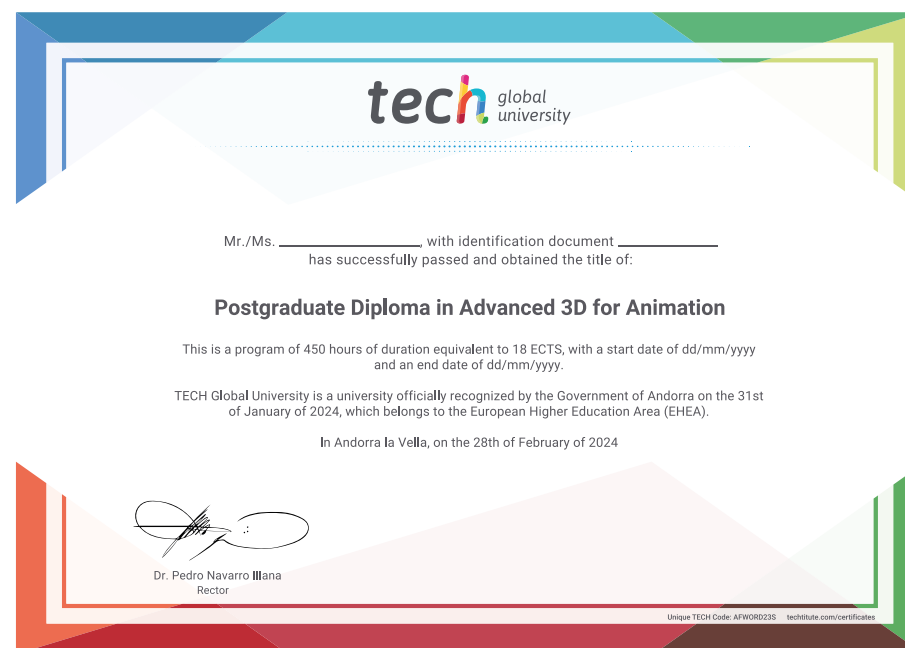 tech global
university
Mr./Ms. ________________, with identification document ____________
has successfully passed and obtained the title of:
Postgraduate Diploma in Advanced 3D for Animation
This is a program of 450 hours of duration equivalent to 18 ECTS, with a start date of dd/mm/yyyy
and an end date of dd/mm/yyyy.
TECH Global University is a university officially recognized by the Government of Andorra on the 31st
of January of 2024, which belongs to the European Higher Education Area (EHEA).
In Andorra la Vella, on the 28th of February of 2024
Dr. Pedro Navarro Illana
Rector
Unique TECH Code: AFWORD23S techtitute.com/certificates